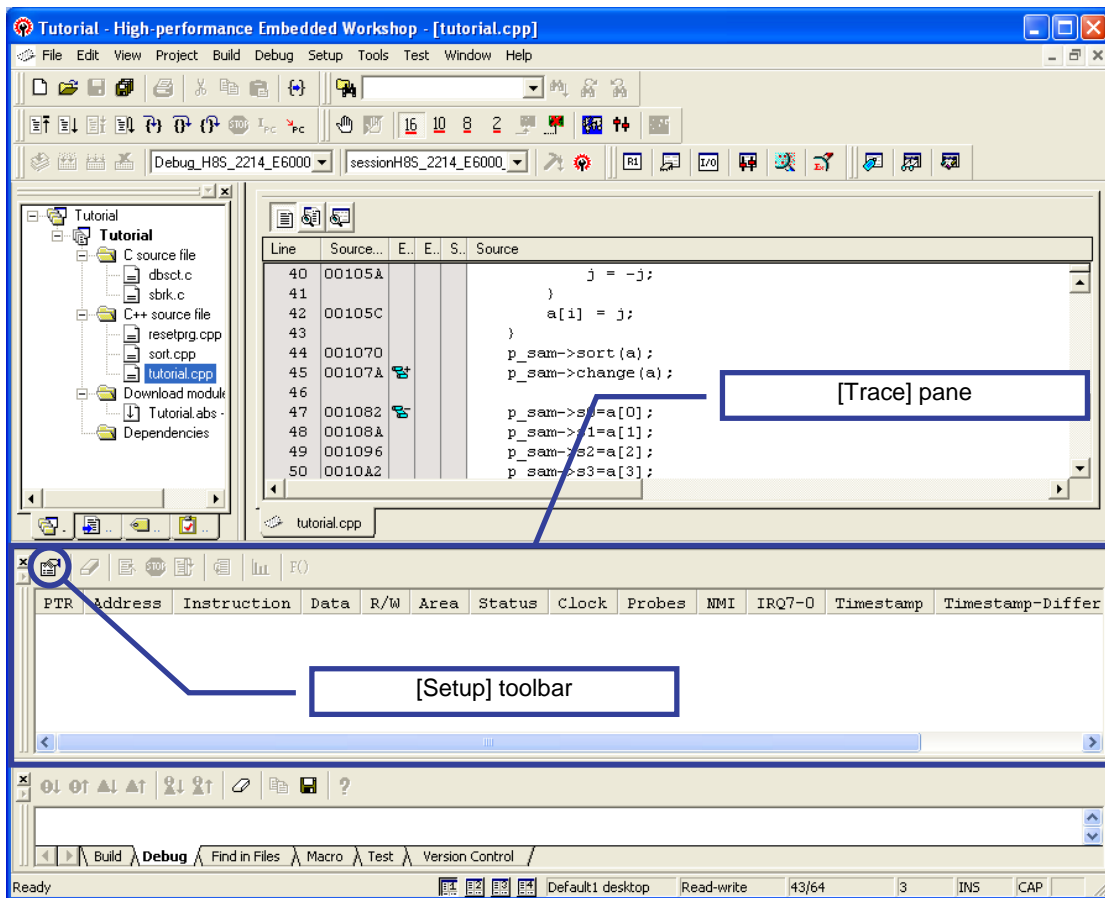 Tutorial - High-performance Embedded Workshop - [tutorial.cpp]
File Edit View Project Build Debug Setup Tools Test Window Help
16 10 8 2
Debug_H8S_2214_E6000 sessionH8S_2214_E6000_
Tutorial
Tutorial
C source file
dbsct.c
sbrk.c
C++ source file
resetprg.cpp
sort.cpp
tutorial.cpp
Download module
Tutorial.abs -
Dependencies
Line Source... E.. E.. S.. Source
40 00105A j = -j;
41 }
42 00105C a[i] = j;
43 }
44 001070 p_sam->sort(a);
45 00107A p_sam->change(a);
46
47 001082 p_sam->s0=a[0];
48 00108A p_sam->s1=a[1];
49 001096 p_sam->s2=a[2];
50 0010A2 p_sam->s3=a[3];
tutorial.cpp
[Trace] pane
STOP F()
PTR Address Instruction Data R/W Area Status Clock Probes NMI IRQ7-0 Timestamp Timestamp-Differ
[Setup] toolbar
Build Debug Find in Files Macro Test Version Control
Ready Default1 desktop Read-write 43/64 3 INS CAP